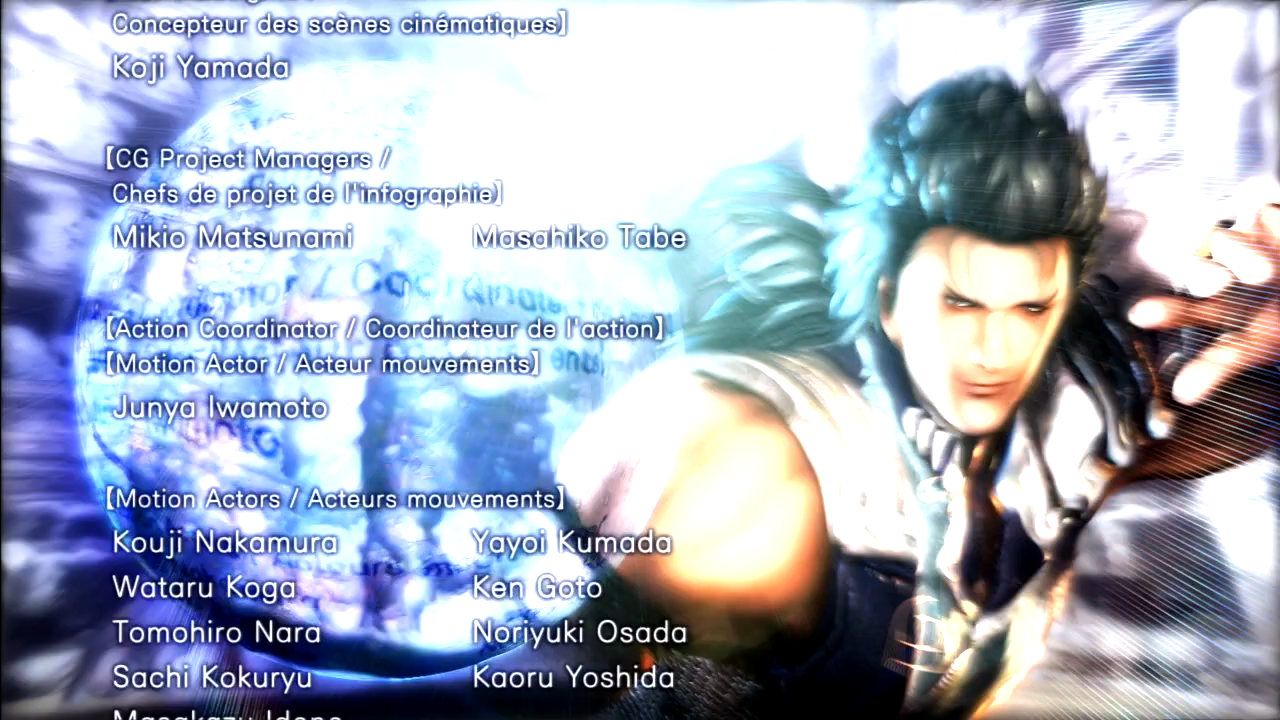 Concepteur des scènes cinématiques】
Koji Yamada
【CG Project Managers /
Chefs de projet de l'infographie】
Mikio Matsunami Masahiko Tabe
【Action Coordinator / Coordinateur de l'action】
【Motion Actor / Acteur mouvements】
Junya Iwamoto
【Motion Actors / Acteurs mouvements】
Kouji Nakamura Yayoi Kumada
Wataru Koga Ken Goto
Tomohiro Nara Noriyuki Osada
Sachi Kokuryu Kaoru Yoshida